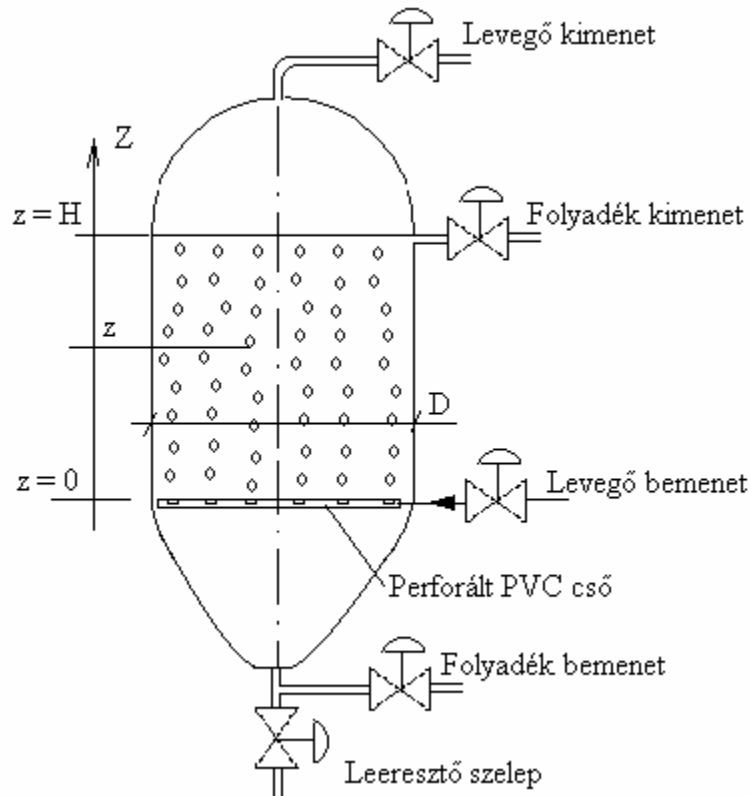 Levegő kimenet
Z
z = H
Folyadék kimenet
z
D
z = 0
Levegő bemenet
Perforált PVC cső
Folyadék bemenet
Leeresztő szelep